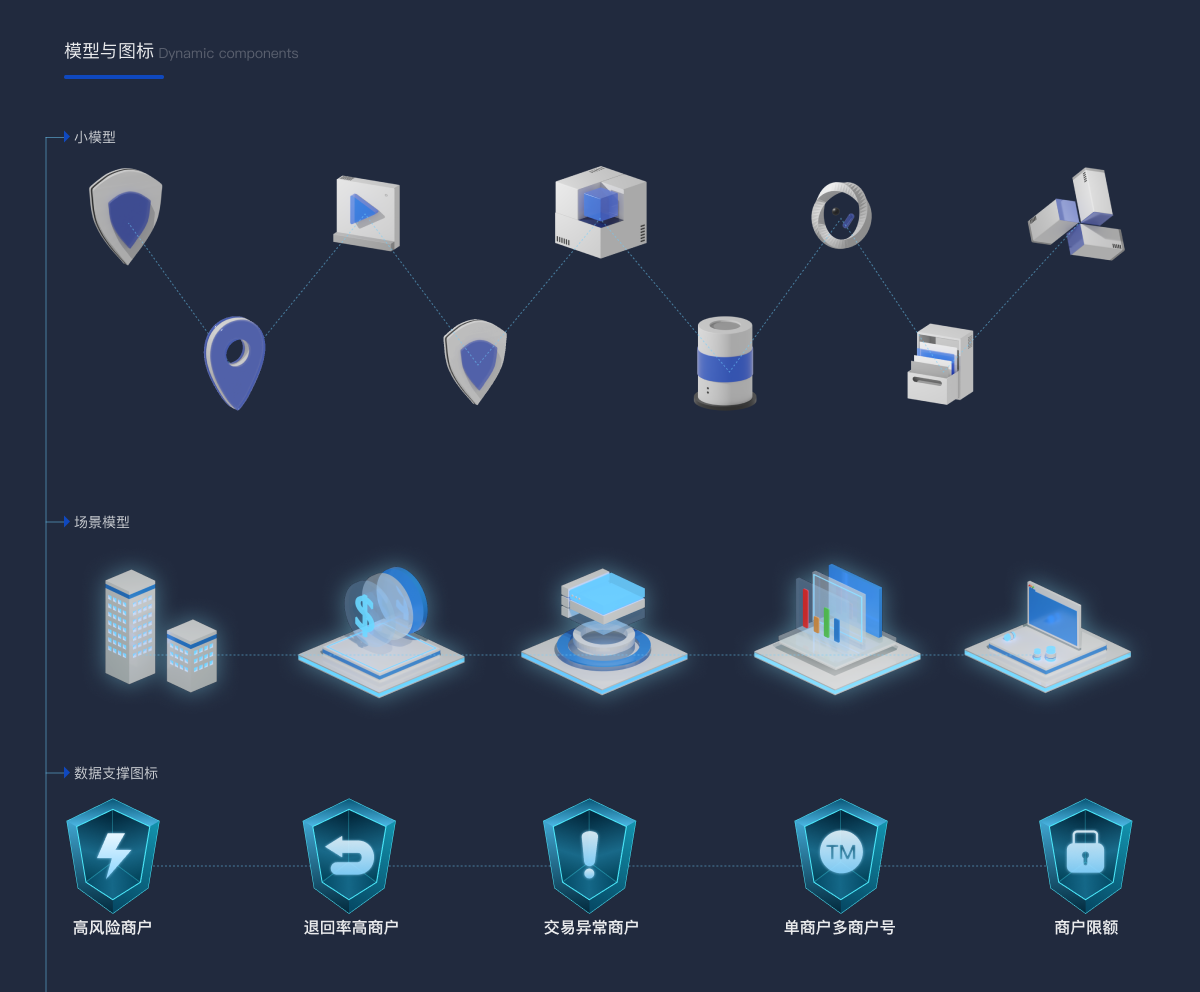 模型与图标 Dynamic components
小模型
场景模型
$
数据支撑图标
TM
高风险商户
退回率高商户
交易异常商户
单商户多商户号
商户限额